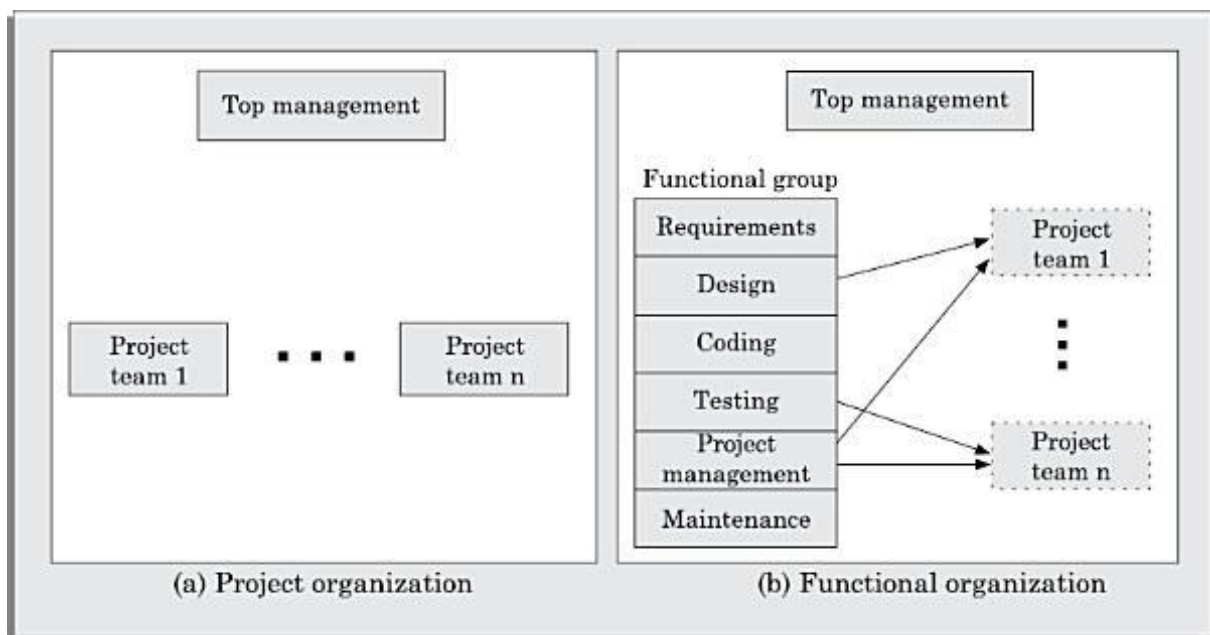 Top management
Project
team 1
Project
team n
(a) Project organization
Top management
Functional group
Requirements
Design
Coding
Testing
Project
management
Maintenance
Project
team 1
Project
team n
(b) Functional organization